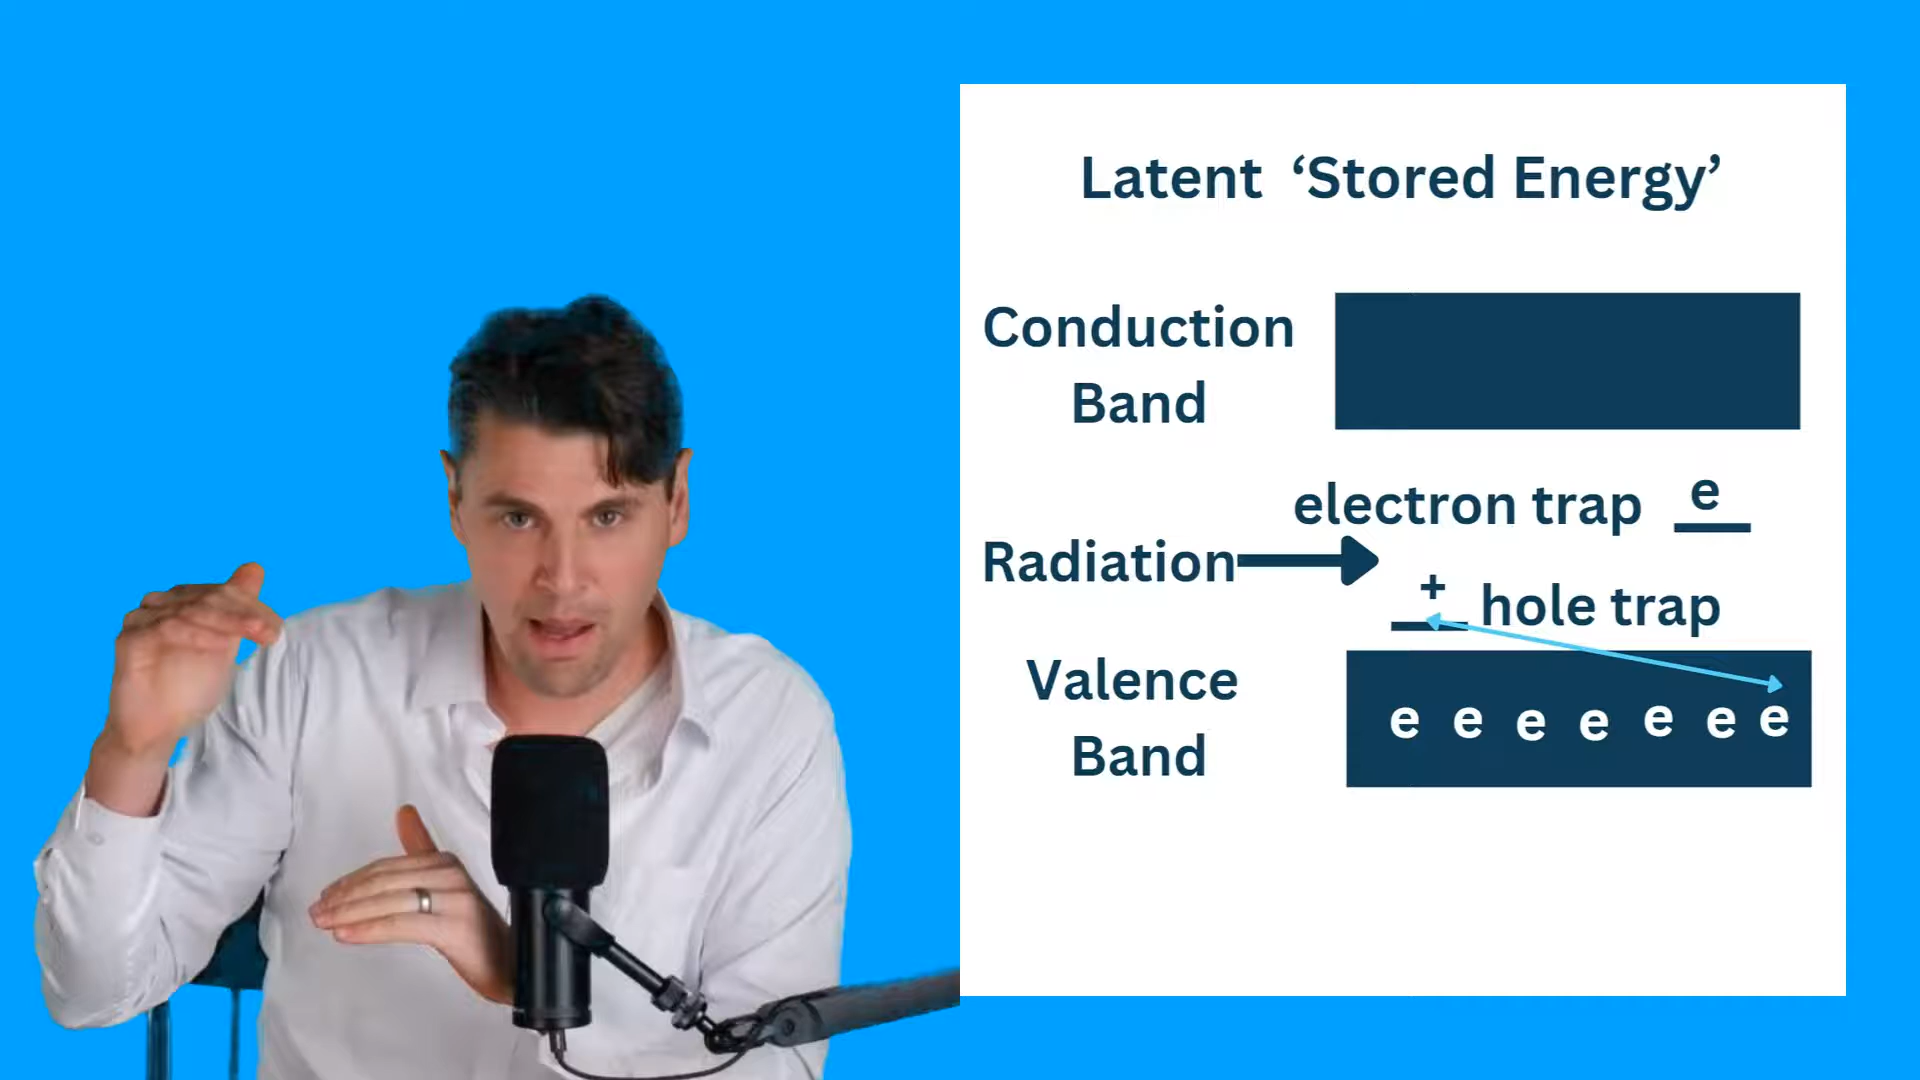 Latent ‘Stored Energy’
Conduction
Band
electron trap e
Radiation
+ hole trap
Valence
Band
e e e e e e e